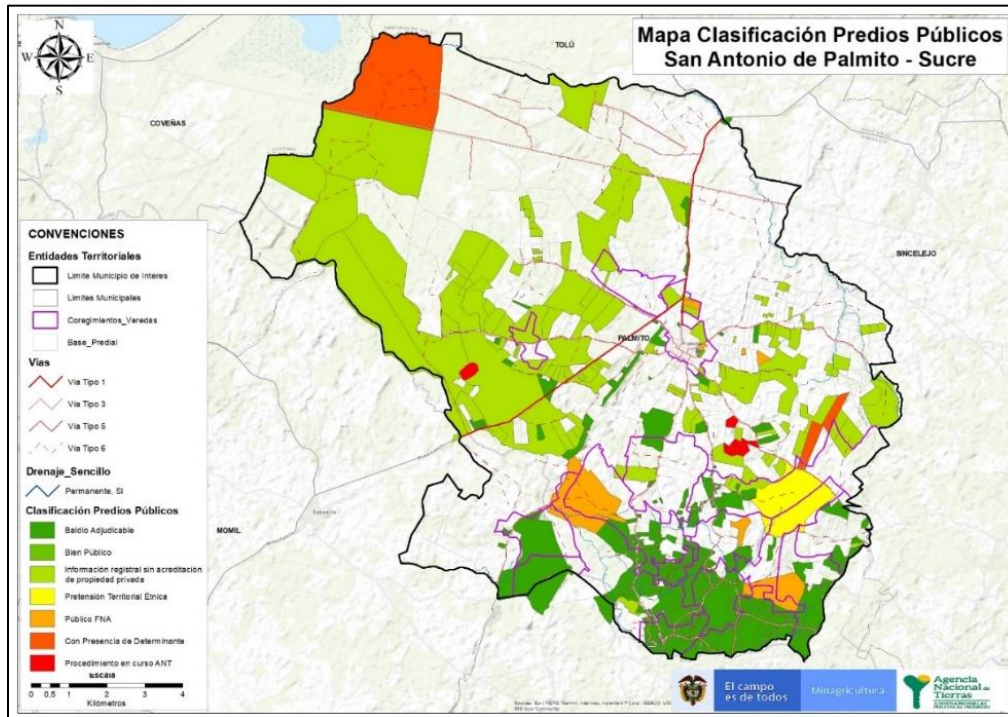 Mapa Clasificación Predios Públicos
San Antonio de Palmito - Sucre
N
W
E
S
TOLÚ
COVEÑAS
SINCELEJO
PALMITO
MOMIL
CONVENCIONES
Entidades Territoriales
Limite Municipio de Interes
Limites Municipales
Coregimientos_Veredas
Base_Predial
Vias
Via Tipo 1
Via Tipo 3
Via Tipo 5
Via Tipo 6
Drenaje_Sencillo
Permanente, SI
Clasificación Predios Públicos
Baldio Adjudicable
Bien Público
Información registral sin acreditación
de propiedad privada
Pretensión Territorial Étnica
Público FNA
Con Presencia de Determinante
Procedimiento en curso ANT
Escala
0 0.5 1 2 3 4
Kilómetros
El campo
es de todos
Minagricultura
Agencia
Nacional de
Tierras